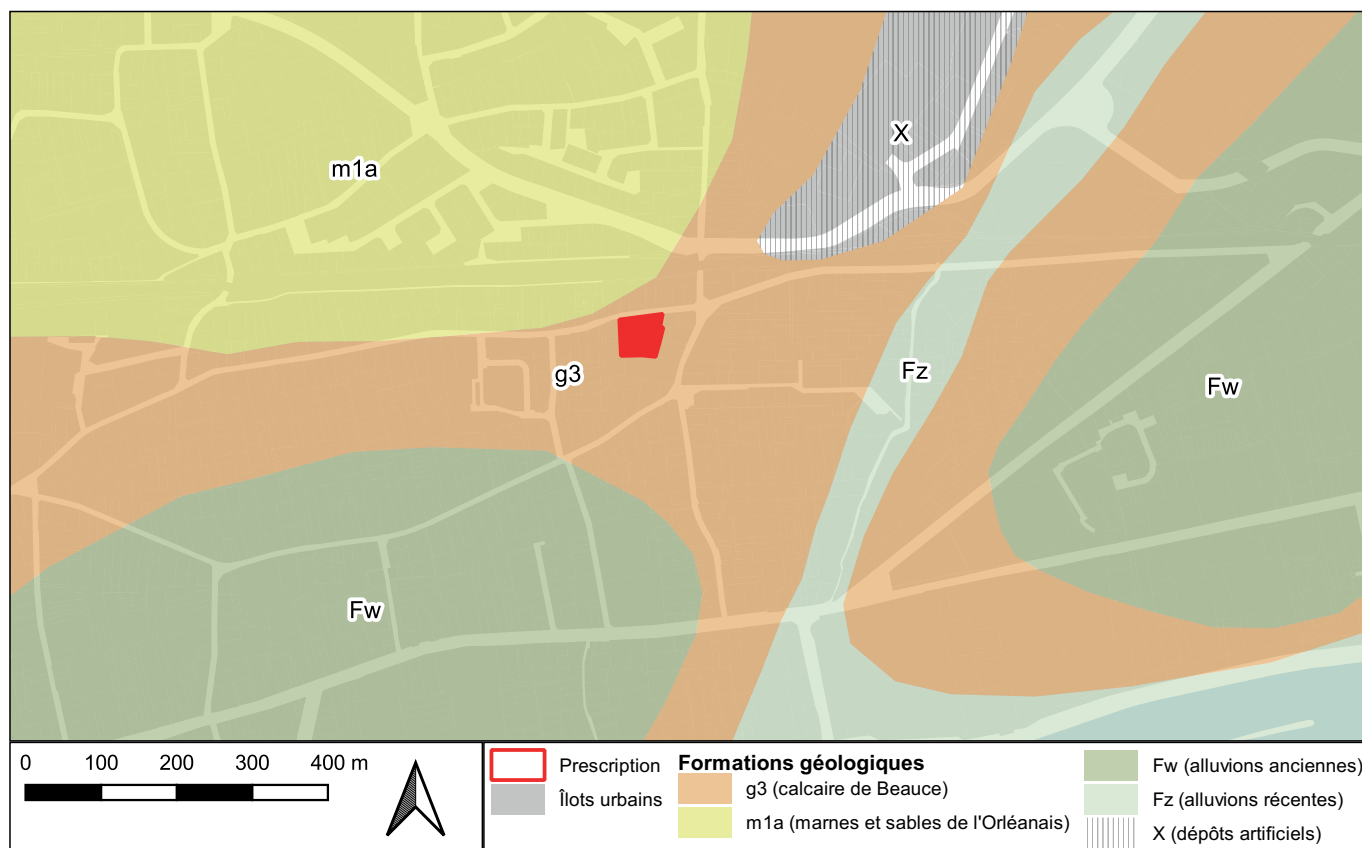 X
m1a
Fz
g3
Fw
Fw
0 100 200 300 400 m
Prescription
Îlots urbains
Formations géologiques
g3 (calcaire de Beauce)
m1a (marnes et sables de l'Orléanais)
Fw (alluvions anciennes)
Fz (alluvions récentes)
X (dépôts artificiels)